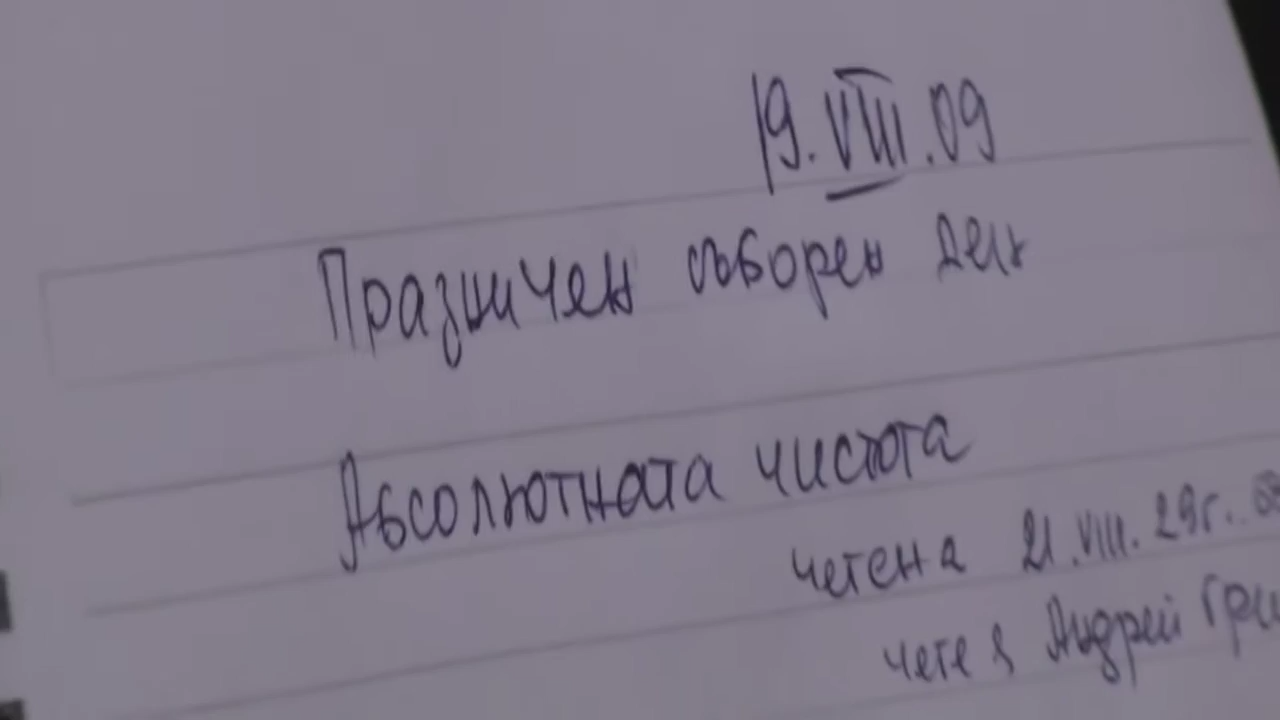 19.VIII.09
Празничен съборен ден
Абсолютната чистота
четена 21.VIII.29г.
чете я Андрей